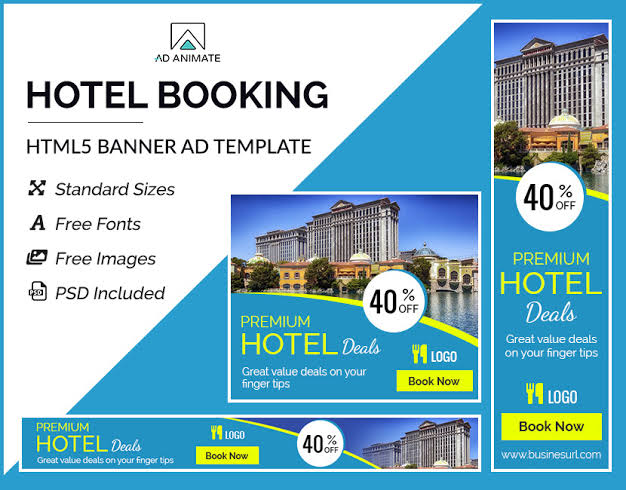 AD ANIMATE
HOTEL BOOKING
HTML5 BANNER AD TEMPLATE
Standard Sizes
A Free Fonts
Free Images
PSD PSD Included
40 % OFF
PREMIUM
HOTEL Deals
Great value deals on your
finger tips
LOGO
Book Now
PREMIUM
HOTEL Deals
Great value deals on your finger tips
LOGO
Book Now
40 % OFF
40 % OFF
PREMIUM
HOTEL
Deals
Great value deals
on your finger tips
LOGO
Book Now
www.businesurl.com